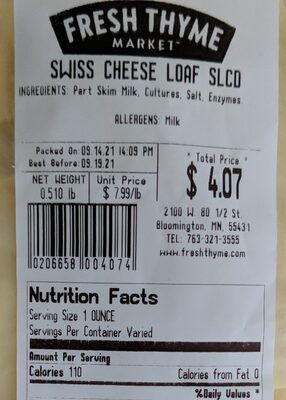 FRESH THYME
MARKET
SWISS CHEESE LOAF SLCD
INGREDIENTS: Part Skim Milk, Cultures, Salt, Enzymes
ALLERGENS: Milk
Packed On: 09.14.21 14:09 PM
Best Before: 09.19.21
NET WEIGHT Unit Price
0.510 lb $ 7.99/lb
* Total Price *
$ 4.07
2100 W. 80 1/2 St.
Bloomington, MN, 55431
TEL: 763-321-3555
www.freshthyme.com
0206658 004074
Nutrition Facts
Serving Size 1 OUNCE
Servings Per Container Varied
Amount Per Serving
Calories 110 Calories from Fat 0
%Daily Values *